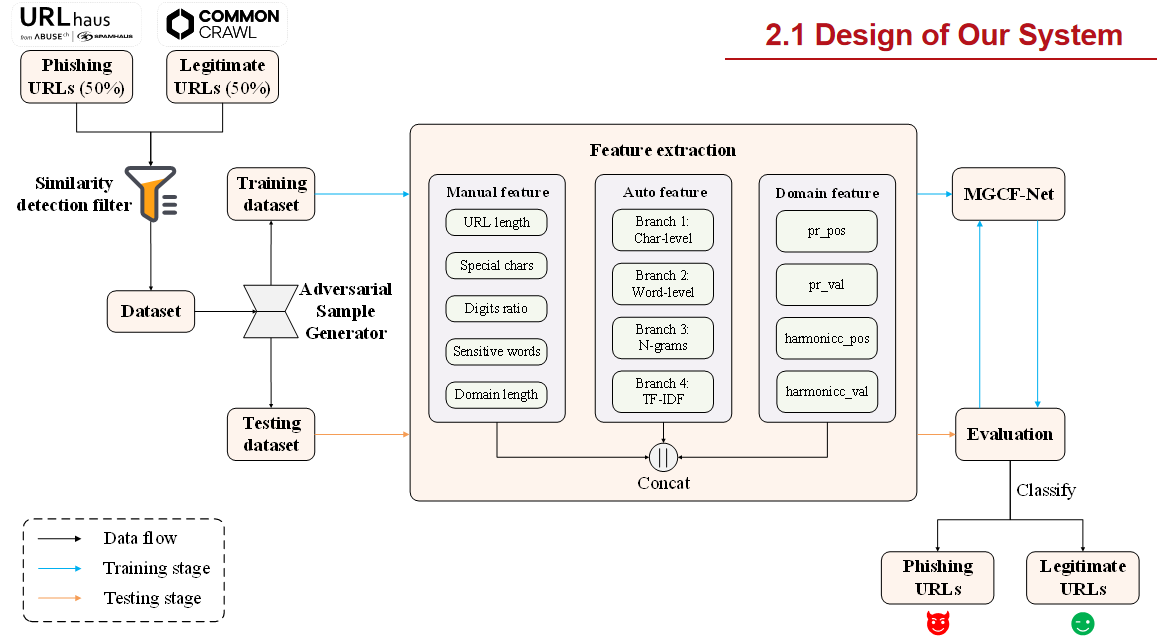 URLhaus
from ABUSE ch | SPAMHAUS
COMMON
CRAWL
2.1 Design of Our System
Phishing
URLs (50%)
Legitimate
URLs (50%)
Similarity
detection filter
Dataset
Training
dataset
Adversarial
Sample
Generator
Testing
dataset
Feature extraction
Manual feature
URL length
Special chars
Digits ratio
Sensitive words
Domain length
Auto feature
Branch 1:
Char-level
Branch 2:
Word-level
Branch 3:
N-grams
Branch 4:
TF-IDF
Domain feature
pr_pos
pr_val
harmonicc_pos
harmonicc_val
Concat
MGCF-Net
Evaluation
Classify
Phishing
URLs
Legitimate
URLs
Data flow
Training stage
Testing stage